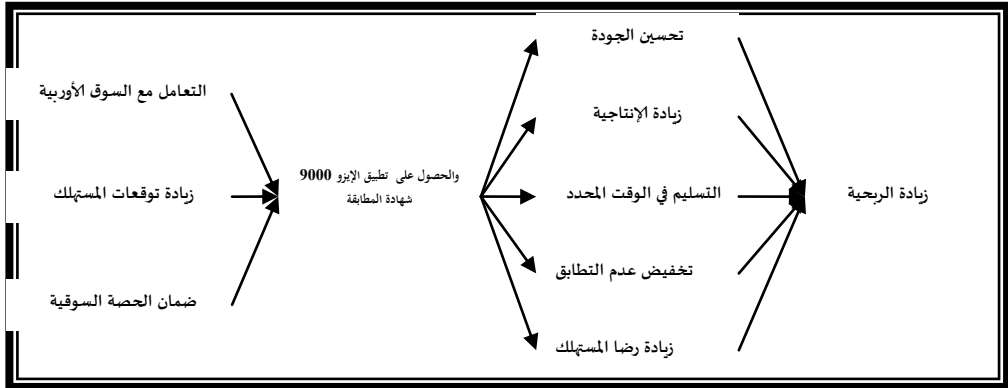 التعامل مع السوق الأوربية
زيادة توقعات المستهلك
ضمان الحصة السوقية
والحصول على تطبيق الإيزو 9000
شهادة المطابقة
تحسين الجودة
زيادة الإنتاجية
التسليم في الوقت المحدد
تخفيض عدم التطابق
زيادة رضا المستهلك
زيادة الربحية